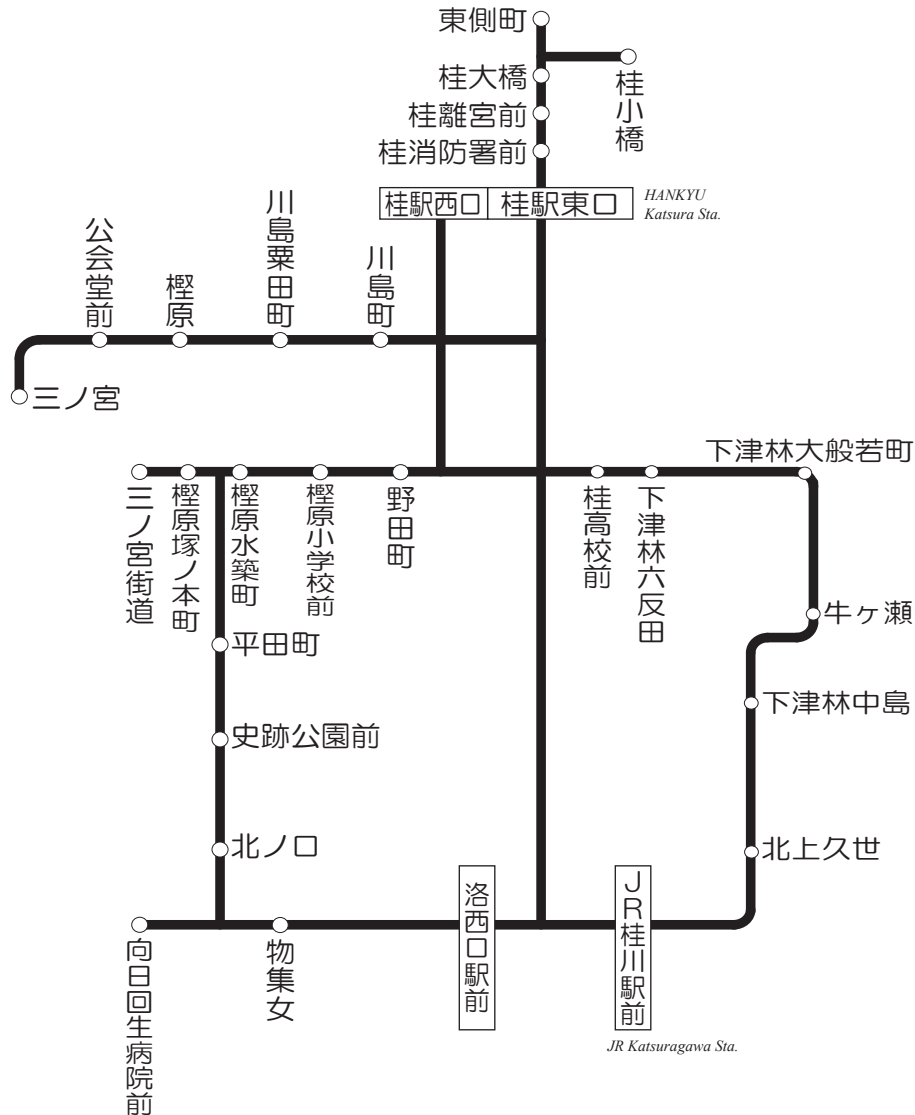 東側町
桂大橋
桂小橋
桂離宮前
桂消防署前
桂駅西口
桂駅東口
HANKYU
Katsura Sta.
公会堂前
樫原
川島粟田町
川島町
三ノ宮
下津林大般若町
三ノ宮街道
樫原塚ノ本町
樫原水築町
樫原小学校前
野田町
桂高校前
下津林六反田
牛ヶ瀬
平田町
下津林中島
史跡公園前
北ノ口
北上久世
向日回生病院前
物集女
洛西口駅前
JR桂川駅前
JR Katsuragawa Sta.